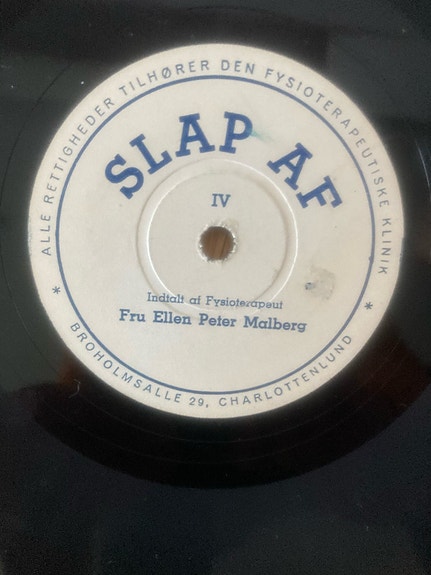 ALLE RETTIGHEDER TILHØRER DEN FYSIOTERAPEUTISKE KLINIK
SLAP AF
IV
Indtalt af Fysioterapeut
Fru Ellen Peter Malberg
* BROHOLMSALLE 29, CHARLOTTENLUND *